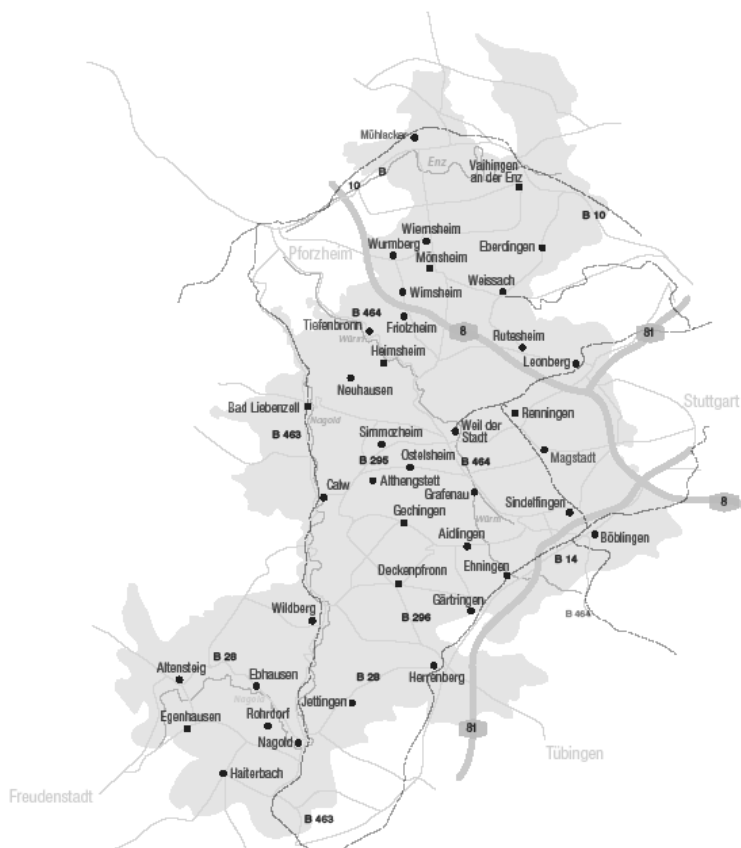 Mühlacker
Enz
Vaihingen
an der Enz
B
10
B 10
Wiernsheim
Wurmberg
Eberdingen
Pforzheim
Mönsheim
Weissach
Wimsheim
B 464
Friolzheim
Tiefenbronn
Würm
8
Rutesheim
81
Heimsheim
Leonberg
Neuhausen
Stuttgart
Bad Liebenzell
Renningen
Nagold
Weil der
Stadt
B 463
Simmozheim
Magstadt
B 295
Ostelsheim
B 464
Althengstett
Calw
Grafenau
8
Sindelfingen
Gechingen
Würm
Aidlingen
Böblingen
B 14
Deckenpfronn
Ehningen
Wildberg
Gärtringen
B 296
B 464
B 28
Altensteig
Ebhausen
B 28
Herrenberg
Nagold
Jettingen
Egenhausen
Rohrdorf
81
Nagold
Tübingen
Haiterbach
Freudenstadt
B 463